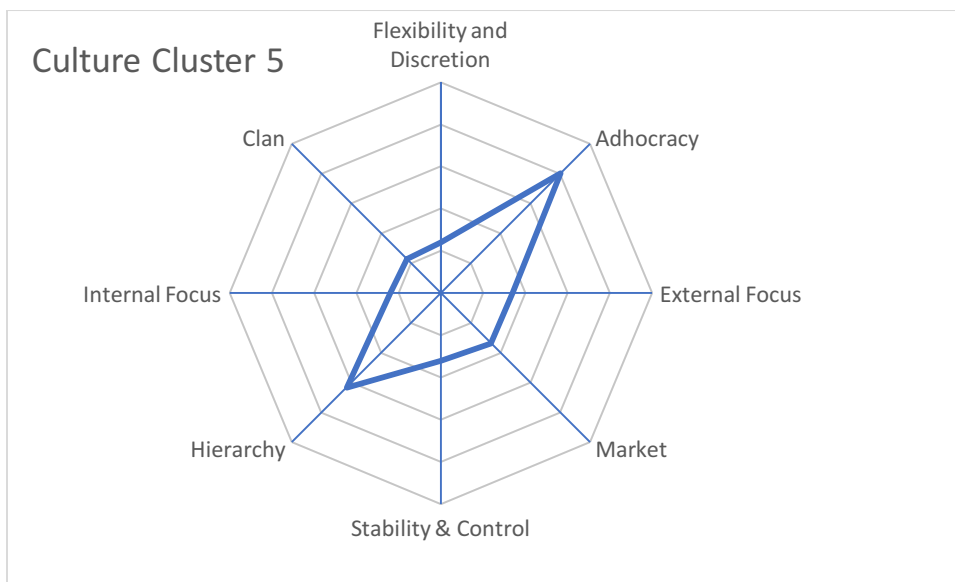 Culture Cluster 5
Flexibility and
Discretion
Clan
Adhocracy
Internal Focus
External Focus
Hierarchy
Market
Stability & Control